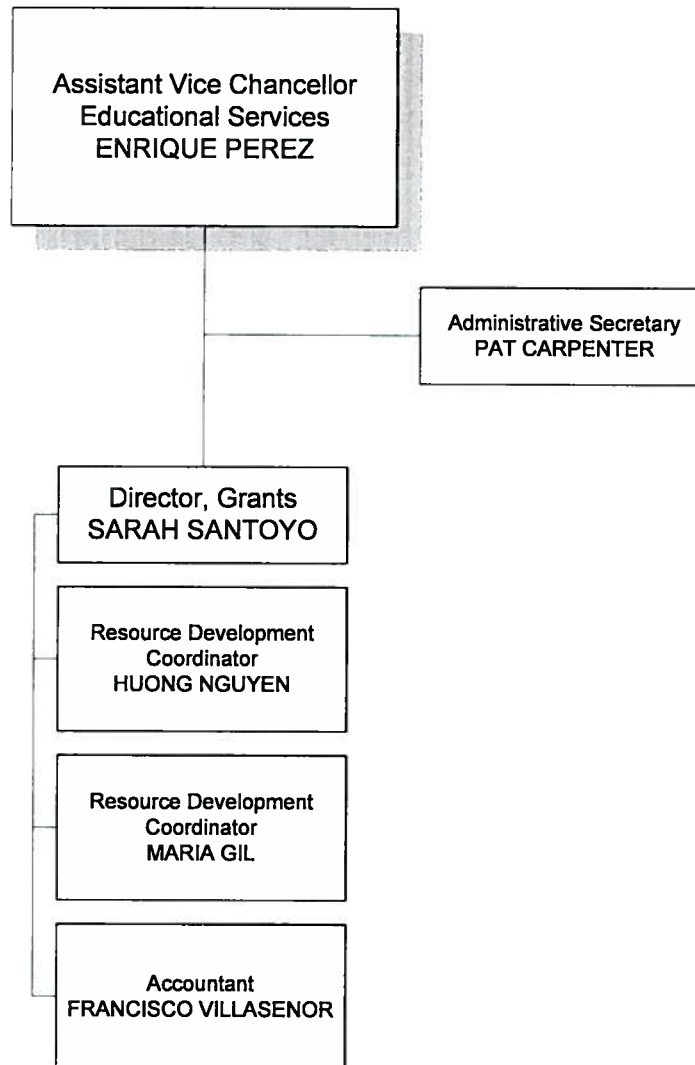 Assistant Vice Chancellor
Educational Services
ENRIQUE PEREZ
Administrative Secretary
PAT CARPENTER
Director, Grants
SARAH SANTOYO
Resource Development
Coordinator
HUONG NGUYEN
Resource Development
Coordinator
MARIA GIL
Accountant
FRANCISCO VILLASENOR